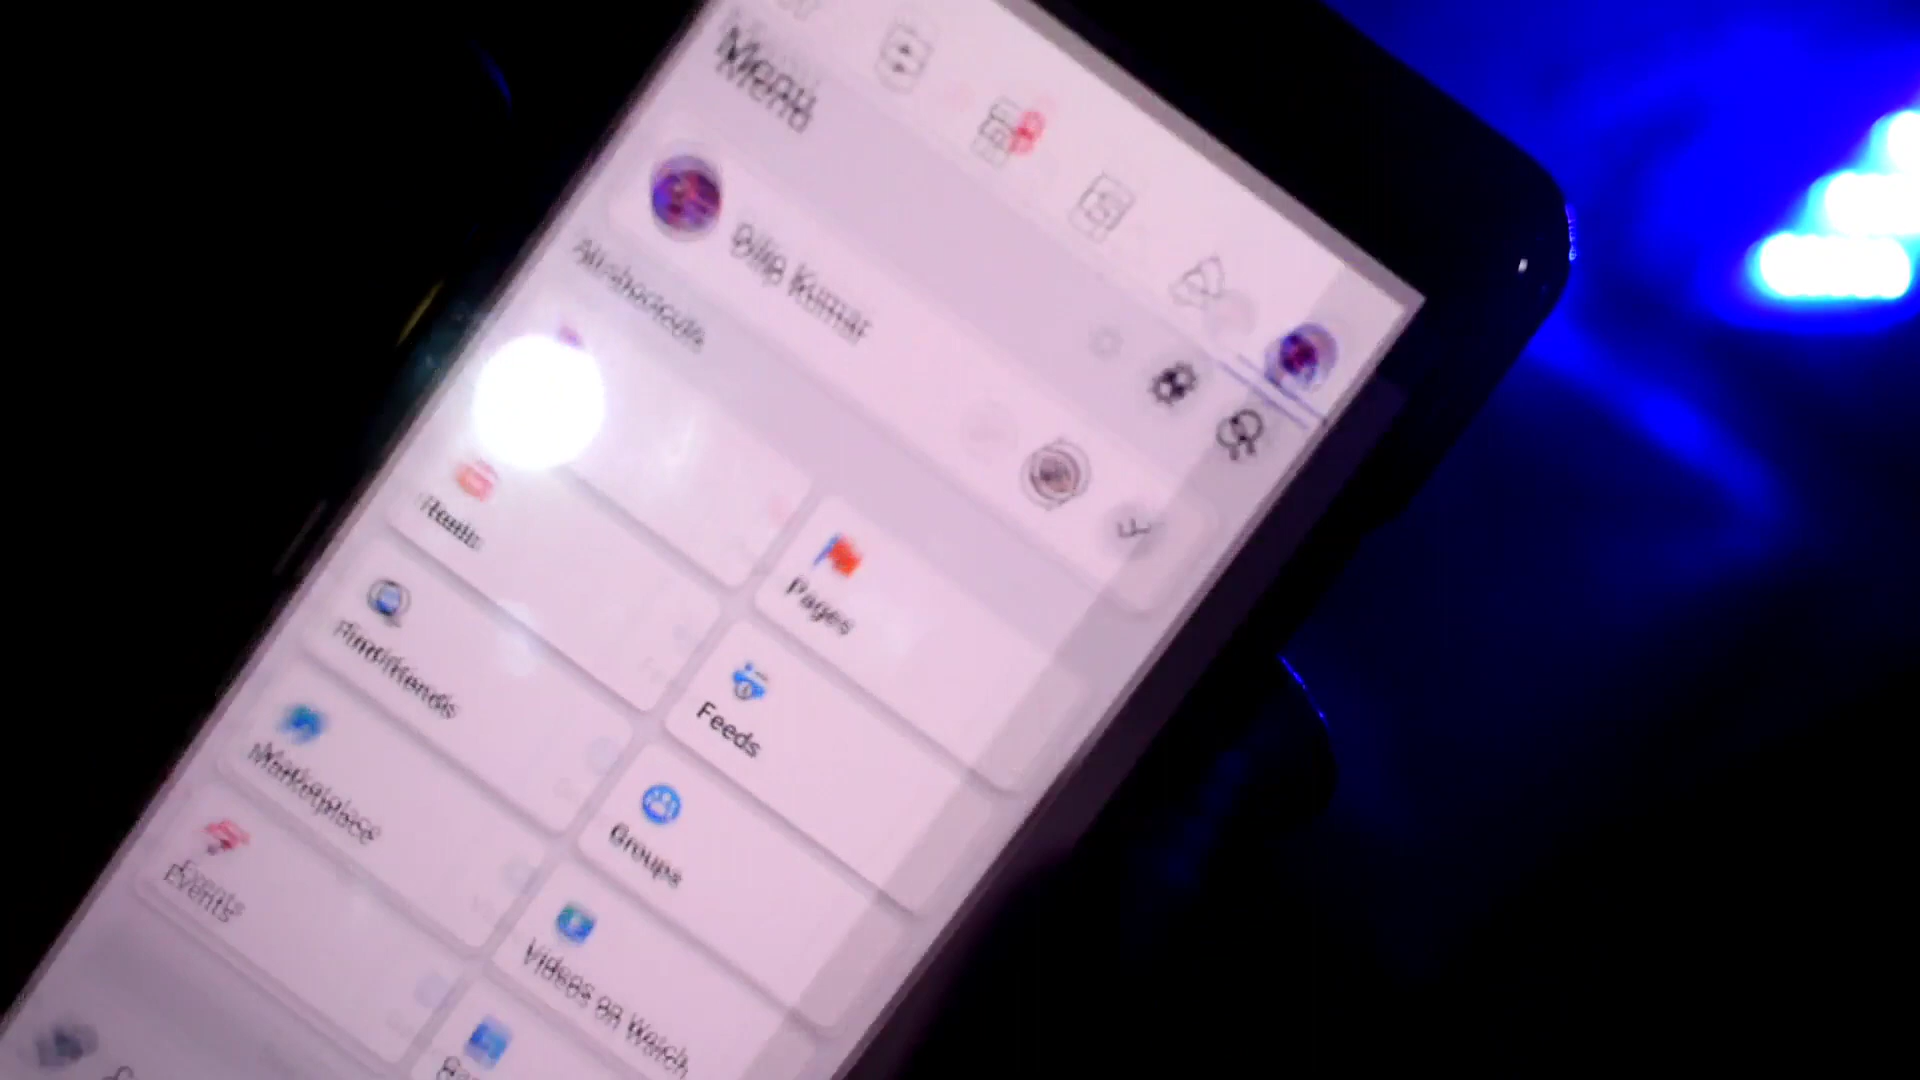 Menu
Dilip Kumar
All shortcuts
Pages
Reels
Feeds
Find friends
Groups
Marketplace
Videos on Watch
Events